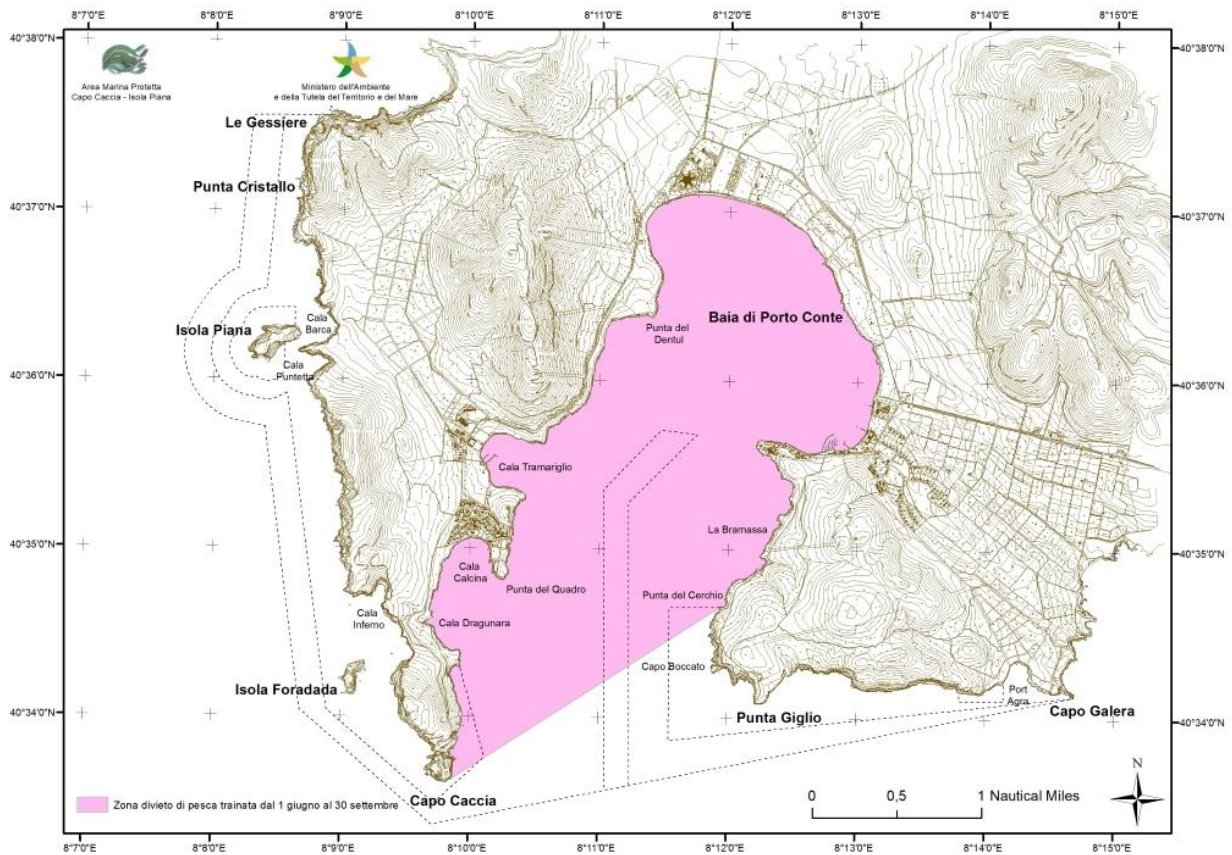 8°7'0"E 8°8'0"E 8°9'0"E 8°10'0"E 8°11'0"E 8°12'0"E 8°13'0"E 8°14'0"E 8°15'0"E
40°38'0"N
40°38'0"N
Area Marina Protetta
Capo Caccia - Isola Piana
Ministero dell'Ambiente
e della Tutela del Territorio e del Mare
Le Gessiere
Punta Cristallo
40°37'0"N
40°37'0"N
Isola Piana
Cala
Barca
Cala
Puntetta
Punta del
Dentul
Baia di Porto Conte
40°36'0"N
40°36'0"N
Cala Tramariglio
La Bramassa
40°35'0"N
40°35'0"N
Cala
Calcina
Punta del Quadro
Punta del Cerchio
Cala
Inferno
Cala Dragunara
Capo Boccato
Isola Foradada
Port
Agra
40°34'0"N
40°34'0"N
Punta Giglio
Capo Galera
N
Zona divieto di pesca trainata dal 1 giugno al 30 settembre
Capo Caccia
0 0,5 1 Nautical Miles
8°7'0"E 8°8'0"E 8°9'0"E 8°10'0"E 8°11'0"E 8°12'0"E 8°13'0"E 8°14'0"E 8°15'0"E